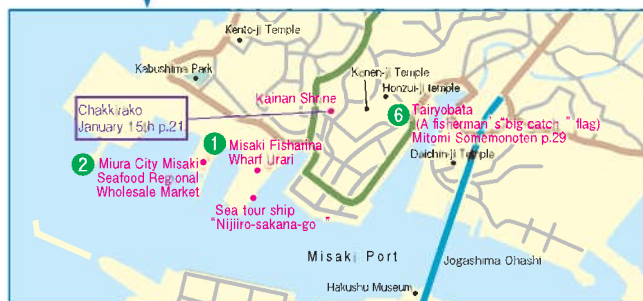 Kento-ji Temple
Kabushima Park
Konen-ji Temple
Honzui-ji temple
Chakkirako
January 15th p.21
Kainan Shrine
6 Tairyobata
(A fisherman's "big catch" flag)
Mitomi Somemonoten p.29
Daichin-ji Temple
1 Misaki Fisharina
Wharf Urari
2 Miura City Misaki
Seafood Regional
Wholesale Market
Sea tour ship
"Nijiiro-sakana-go"
Misaki Port
Jogashima Ohashi
Hakushu Museum